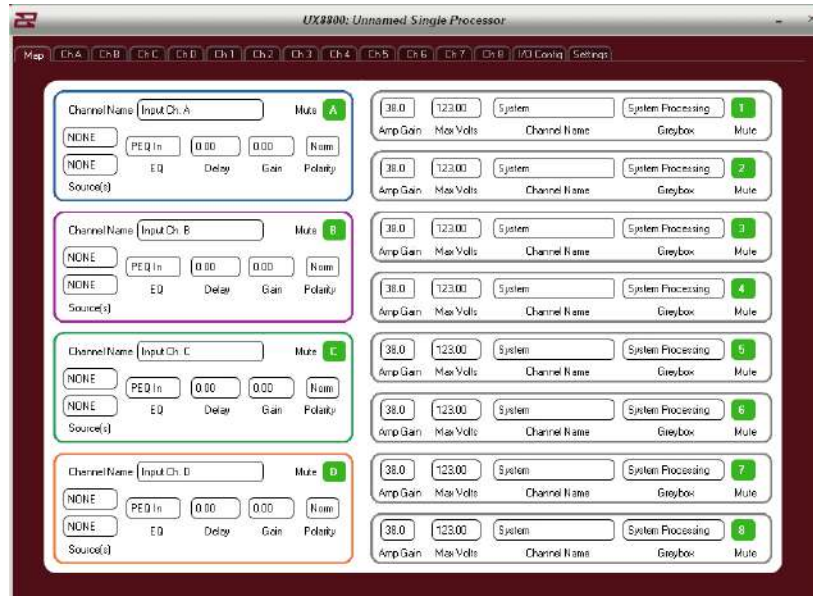 UX8800: Unnamed Single Processor
Map Ch A Ch B Ch C Ch D Ch 1 Ch 2 Ch 3 Ch 4 Ch 5 Ch 6 Ch 7 Ch 8 I/O Config Settings
Channel Name Input Ch. A Mute A
NONE
NONE
PEQ In 0.00 0.00 Norm
EQ Delay Gain Polarity
Source(s)
Channel Name Input Ch. B Mute B
NONE
NONE
PEQ In 0.00 0.00 Norm
EQ Delay Gain Polarity
Source(s)
Channel Name Input Ch. C Mute C
NONE
NONE
PEQ In 0.00 0.00 Norm
EQ Delay Gain Polarity
Source(s)
Channel Name Input Ch. D Mute D
NONE
NONE
PEQ In 0.00 0.00 Norm
EQ Delay Gain Polarity
Source(s)
38.0 123.00 System System Processing 1
Amp Gain Max Volts Channel Name Greybox Mute
38.0 123.00 System System Processing 2
Amp Gain Max Volts Channel Name Greybox Mute
38.0 123.00 System System Processing 3
Amp Gain Max Volts Channel Name Greybox Mute
38.0 123.00 System System Processing 4
Amp Gain Max Volts Channel Name Greybox Mute
38.0 123.00 System System Processing 5
Amp Gain Max Volts Channel Name Greybox Mute
38.0 123.00 System System Processing 6
Amp Gain Max Volts Channel Name Greybox Mute
38.0 123.00 System System Processing 7
Amp Gain Max Volts Channel Name Greybox Mute
38.0 123.00 System System Processing 8
Amp Gain Max Volts Channel Name Greybox Mute